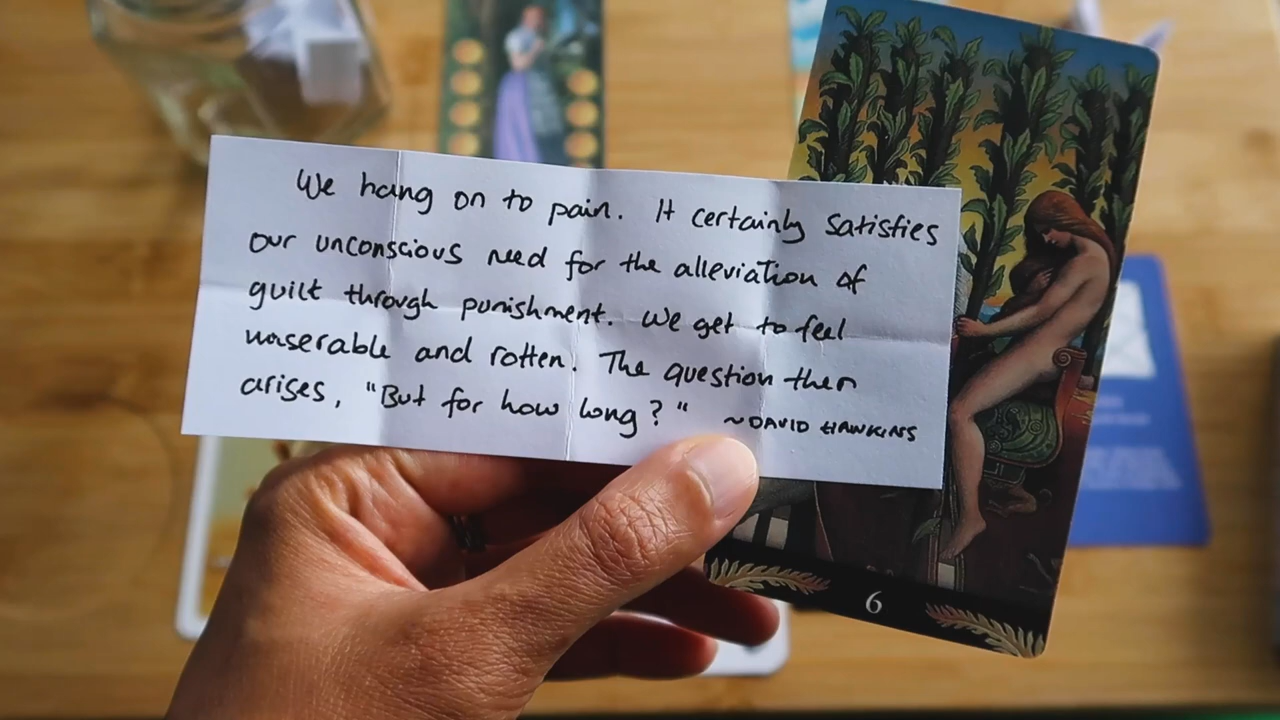 We hang on to pain. It certainly satisfies
our unconscious need for the alleviation of
guilt through punishment. We get to feel
miserable and rotten. The question then
arises, "But for how long?" ~DAVID HAWKINS
6